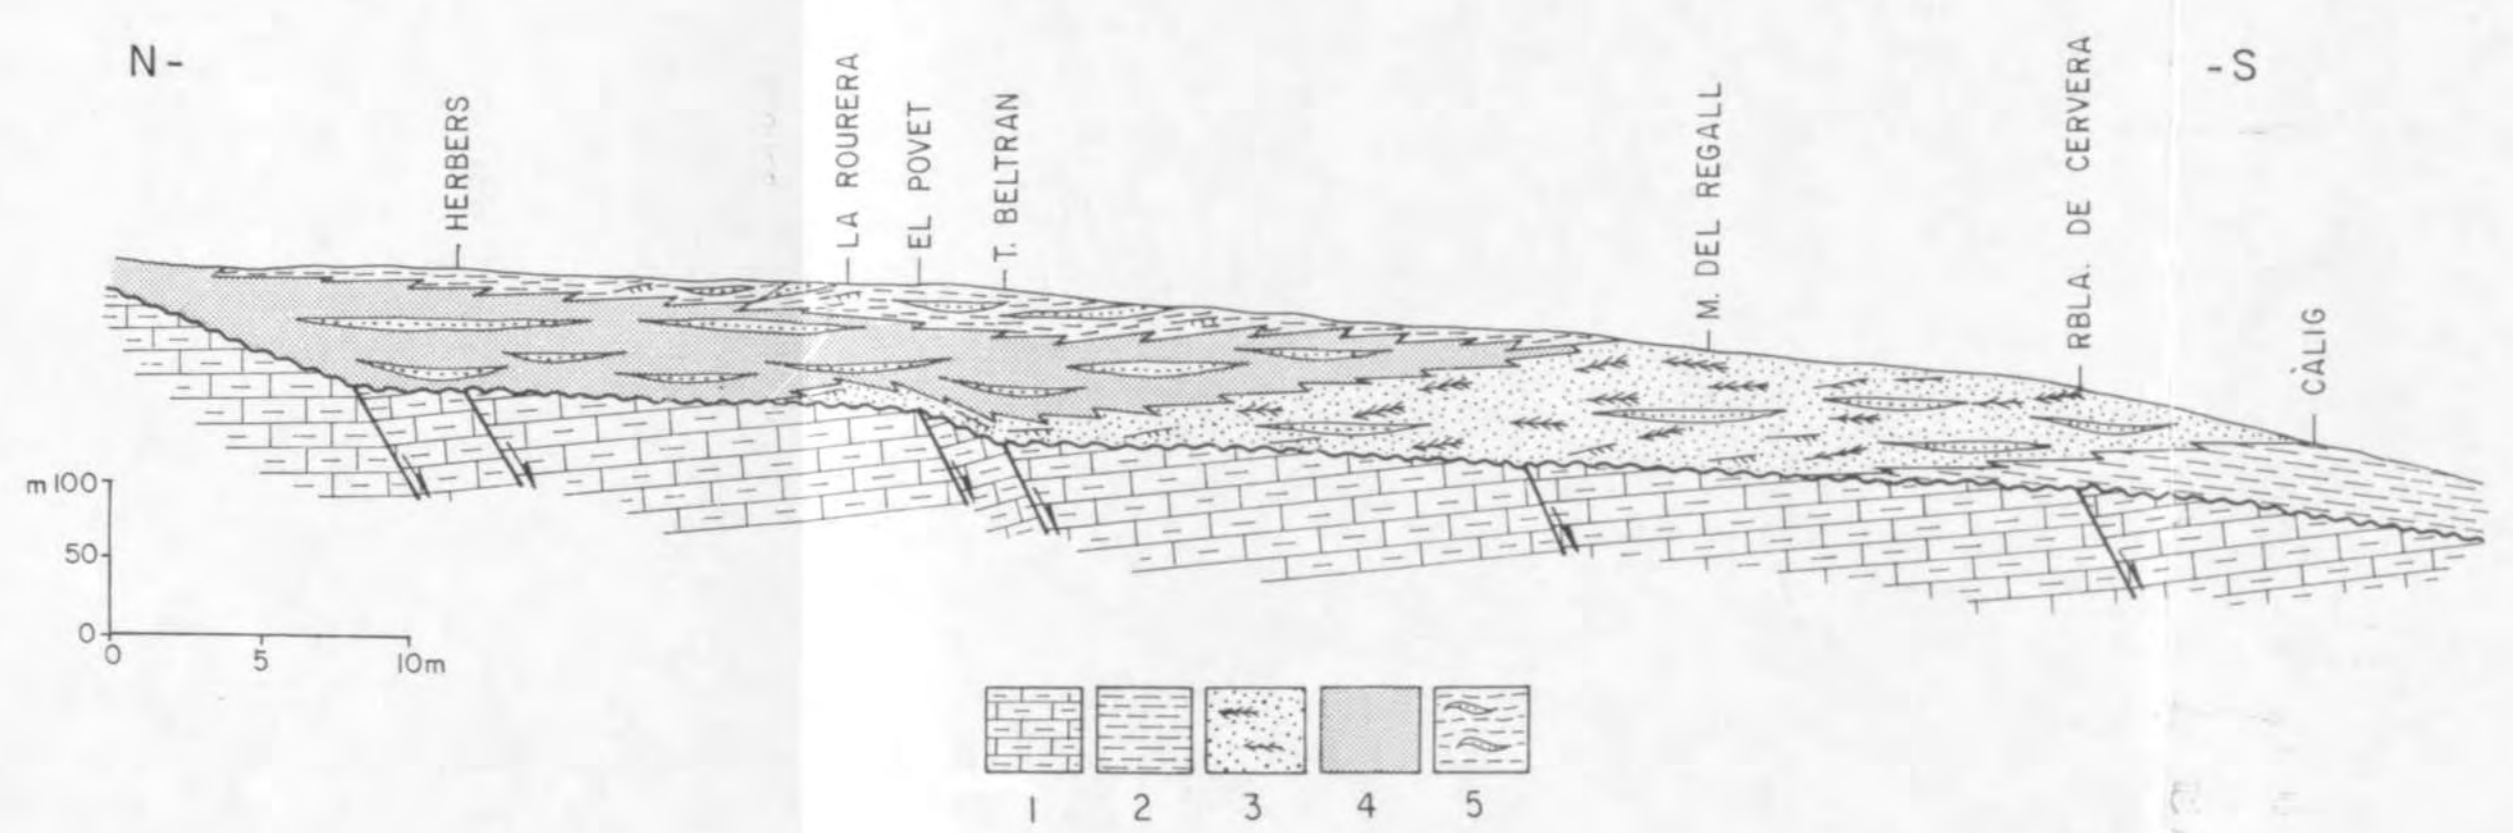 N-
-S
HERBERS
LA ROURERA
EL POVET
T. BELTRAN
M. DEL REGALL
RBLA. DE CERVERA
CÀLIG
m 100
50
0
0 5 10m
1 2 3 4 5